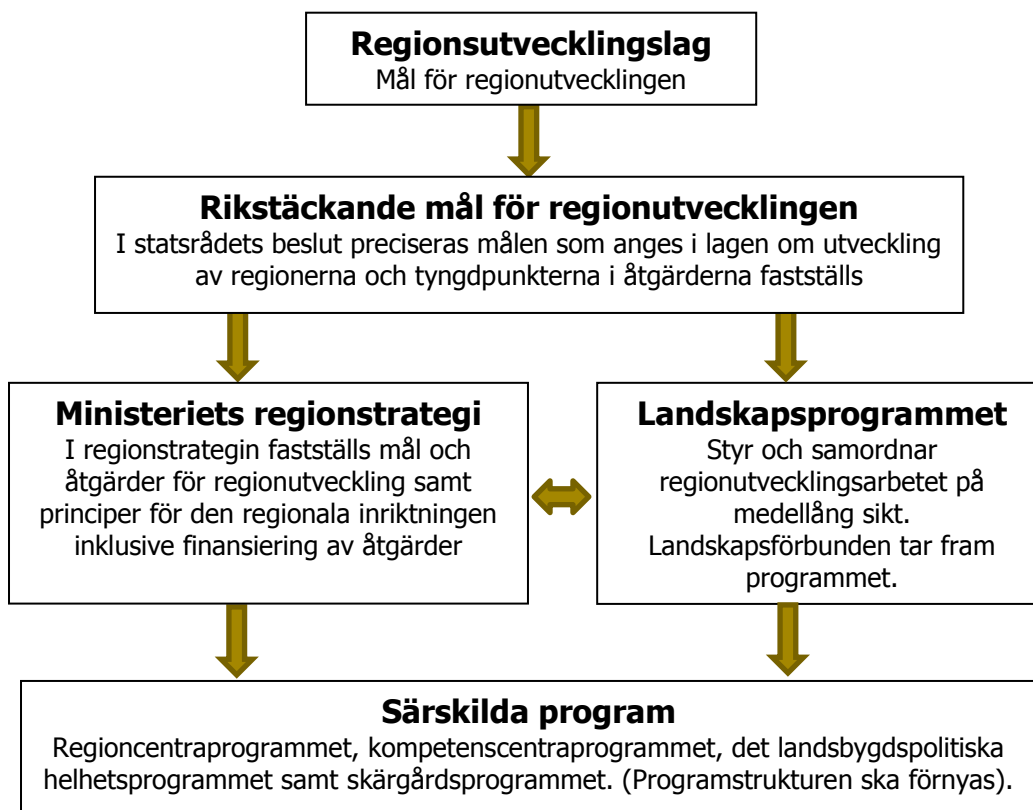 Regionsutvecklingslag
Mål för regionutvecklingen
Rikstäckande mål för regionutvecklingen
I statsrådets beslut preciseras målen som anges i lagen om utveckling
av regionerna och tyngdpunkterna i åtgärderna fastställs
Ministeriets regionstrategi
I regionstrategin fastställs mål och
åtgärder för regionutveckling samt
principer för den regionala inriktningen
inklusive finansiering av åtgärder
Landskapsprogrammet
Styr och samordnar
regionutvecklingsarbetet på
medellång sikt.
Landskapsförbunden tar fram
programmet.
Särskilda program
Regioncentraprogrammet, kompetenscentraprogrammet, det landsbygdspolitiska
helhetsprogrammet samt skärgårdsprogrammet. (Programstrukturen ska förnyas).